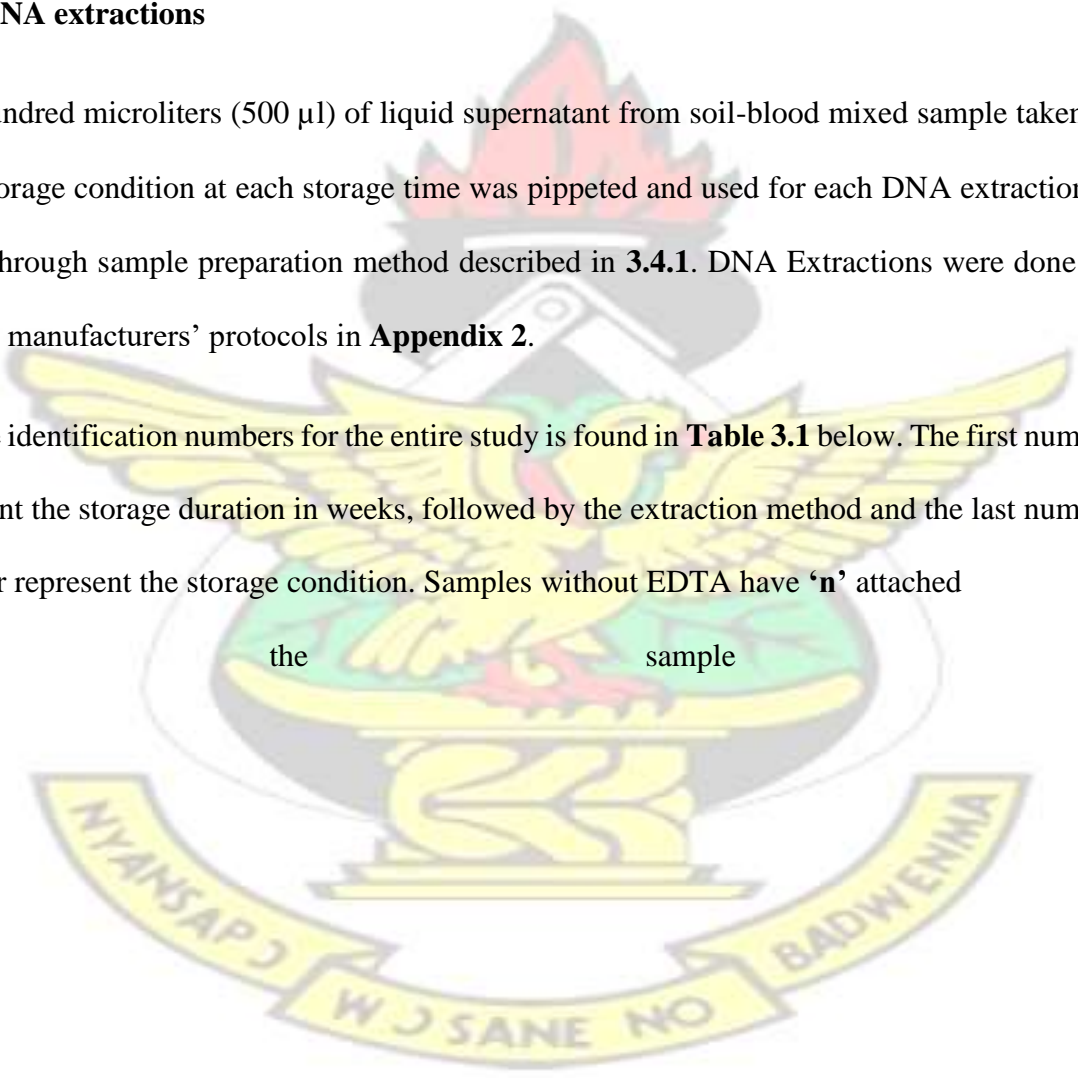 NA extractions
undred microliters (500 µl) of liquid supernatant from soil-blood mixed sample taken
orage condition at each storage time was pippeted and used for each DNA extraction
hrough sample preparation method described in 3.4.1. DNA Extractions were done
manufacturers’ protocols in Appendix 2.
identification numbers for the entire study is found in Table 3.1 below. The first num
nt the storage duration in weeks, followed by the extraction method and the last num
r represent the storage condition. Samples without EDTA have ‘n’ attached
the sample
NYANSAPƆ WƆSANE NO BADWENMA